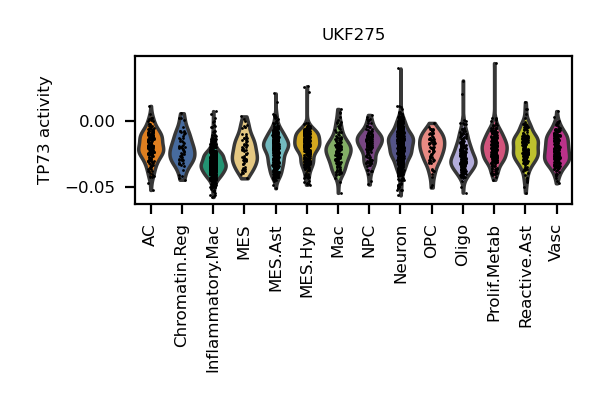 UKF275
TP73 activity
0.00
−0.05
AC
Chromatin.Reg
Inflammatory.Mac
MES
MES.Ast
MES.Hyp
Mac
NPC
Neuron
OPC
Oligo
Prolif.Metab
Reactive.Ast
Vasc